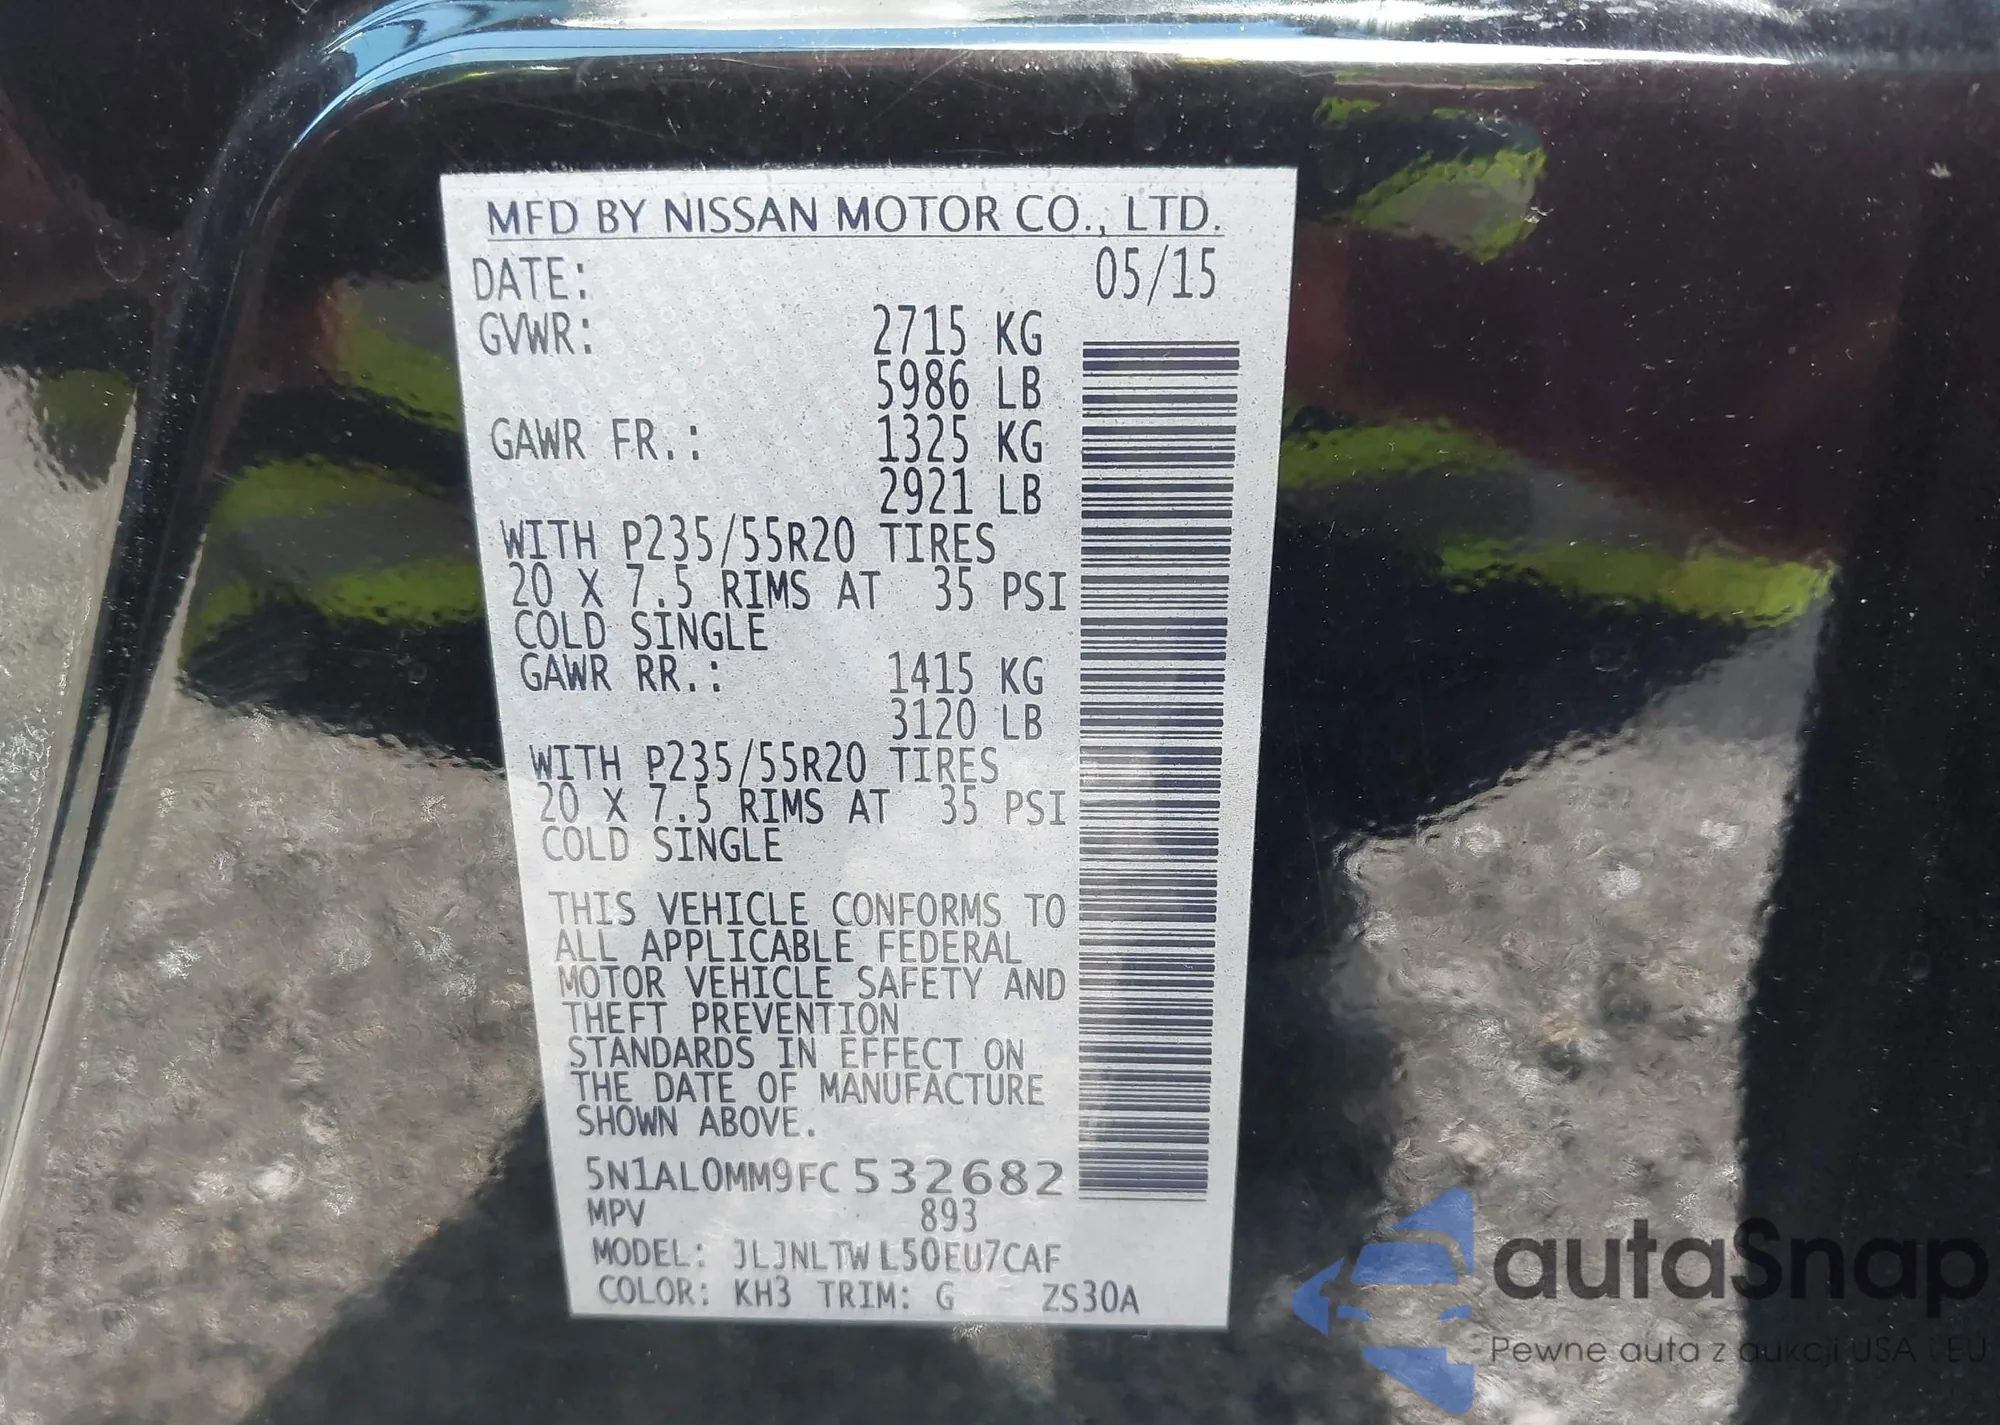 MFD BY NISSAN MOTOR CO., LTD.
DATE: 05/15
GVWR: 2715 KG
5986 LB
GAWR FR.: 1325 KG
2921 LB
WITH P235/55R20 TIRES
20 X 7.5 RIMS AT 35 PSI
COLD SINGLE
GAWR RR.: 1415 KG
3120 LB
WITH P235/55R20 TIRES
20 X 7.5 RIMS AT 35 PSI
COLD SINGLE
THIS VEHICLE CONFORMS TO
ALL APPLICABLE FEDERAL
MOTOR VEHICLE SAFETY AND
THEFT PREVENTION
STANDARDS IN EFFECT ON
THE DATE OF MANUFACTURE
SHOWN ABOVE.
5N1AL0MM9FC532682
MPV 893
MODEL: JLJNLTW L50EU7CAF
COLOR: KH3 TRIM: G ZS30A
autaSnap
Pewne auta z aukcji USA i EU